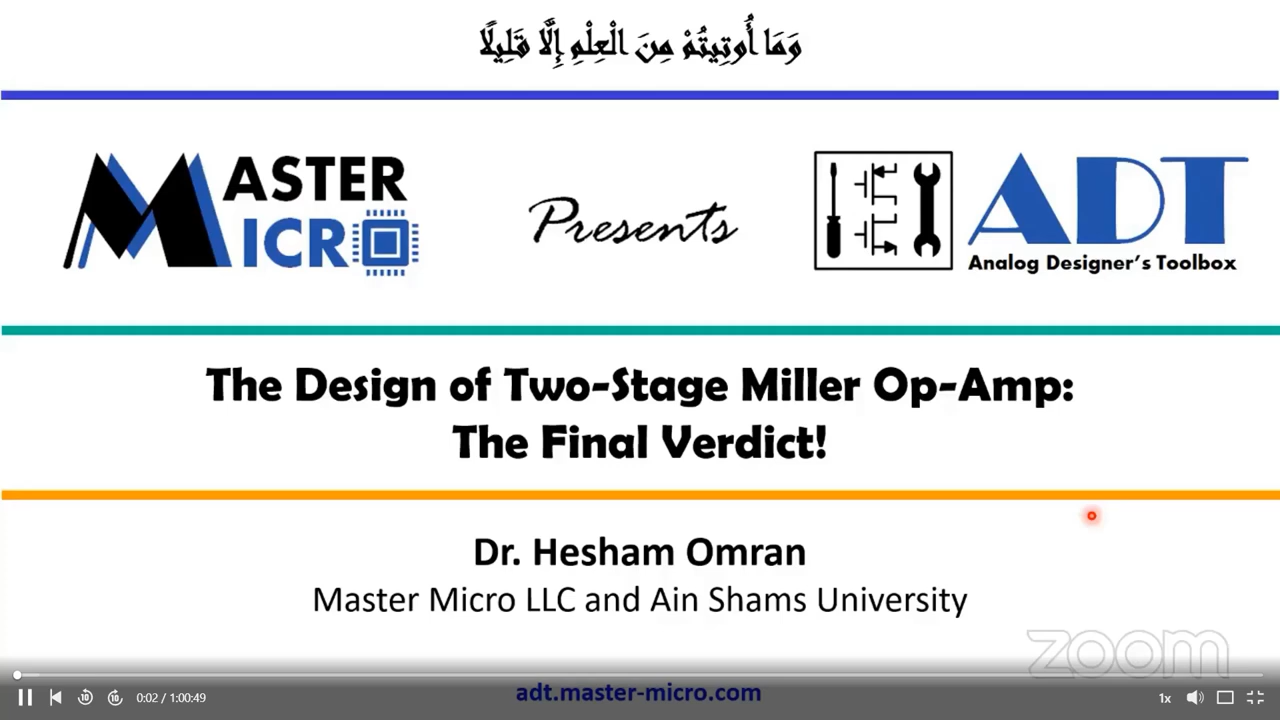 وَمَا أُوتِيتُمْ مِنَ الْعِلْمِ إِلَّا قَلِيلًا
MASTER
MICRO
Presents
ADT
Analog Designer's Toolbox
The Design of Two-Stage Miller Op-Amp:
The Final Verdict!
Dr. Hesham Omran
Master Micro LLC and Ain Shams University
zoom
10
10
0:02 / 1:00:49
adt.master-micro.com
1x